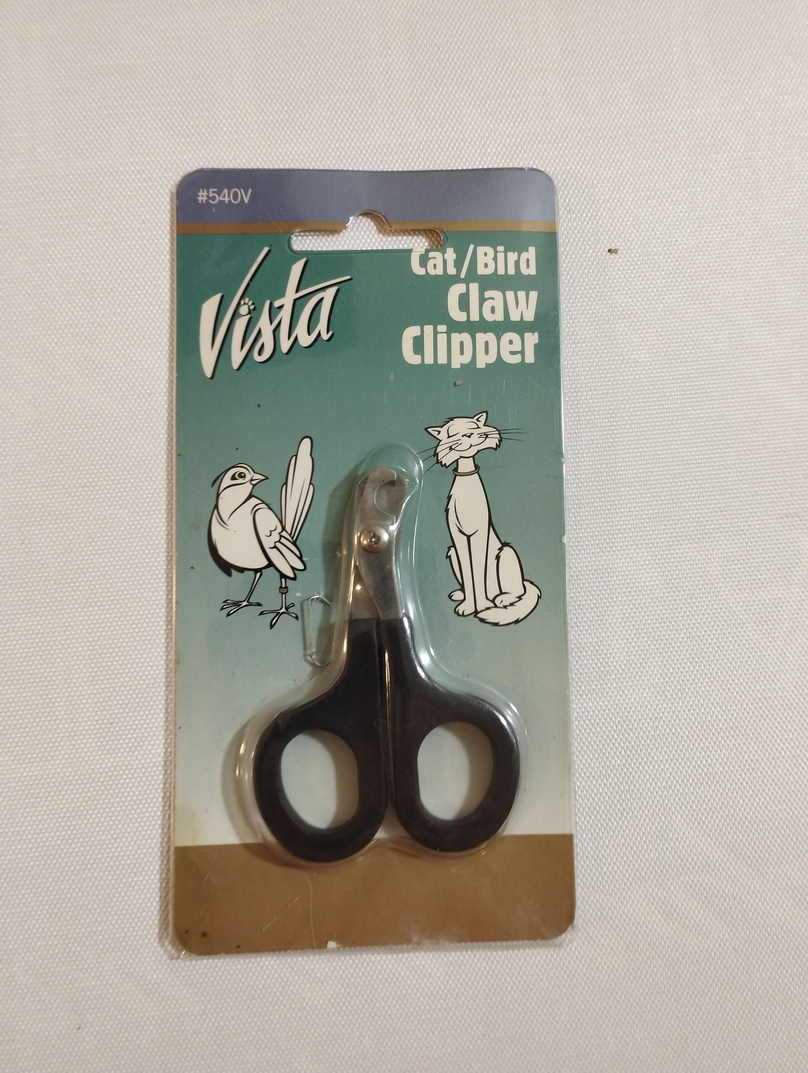 #540V
Vista
Cat/Bird
Claw
Clipper